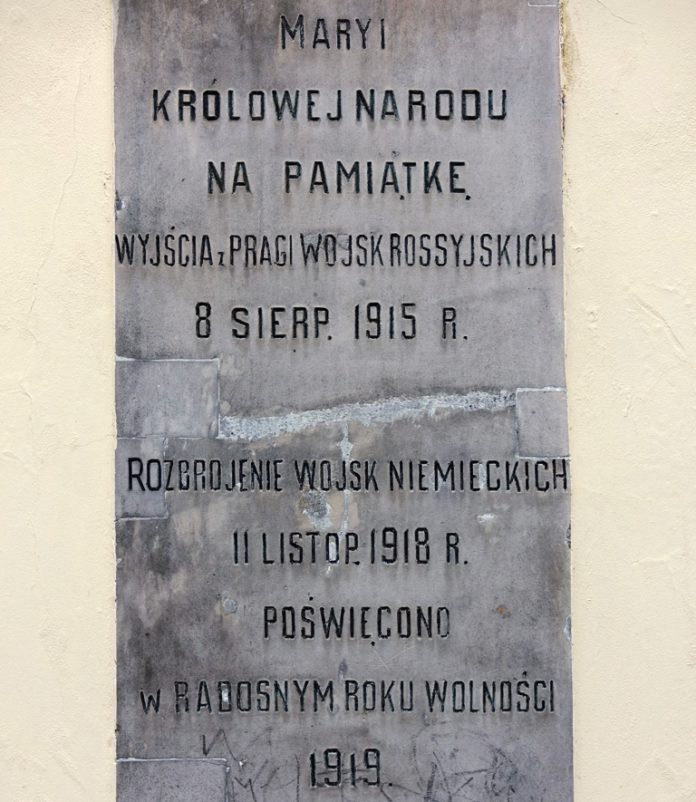 MARYI
KRÓLOWEJ NARODU
NA PAMIĄTKĘ
WYJŚCIA z PRAGI WOJSK ROSSYJSKICH
8 SIERP. 1915 R.
ROZBROJENIE WOJSK NIEMIECKICH
11 LISTOP. 1918 R.
POŚWIĘCONO
W RADOSNYM ROKU WOLNOŚCI
1919.